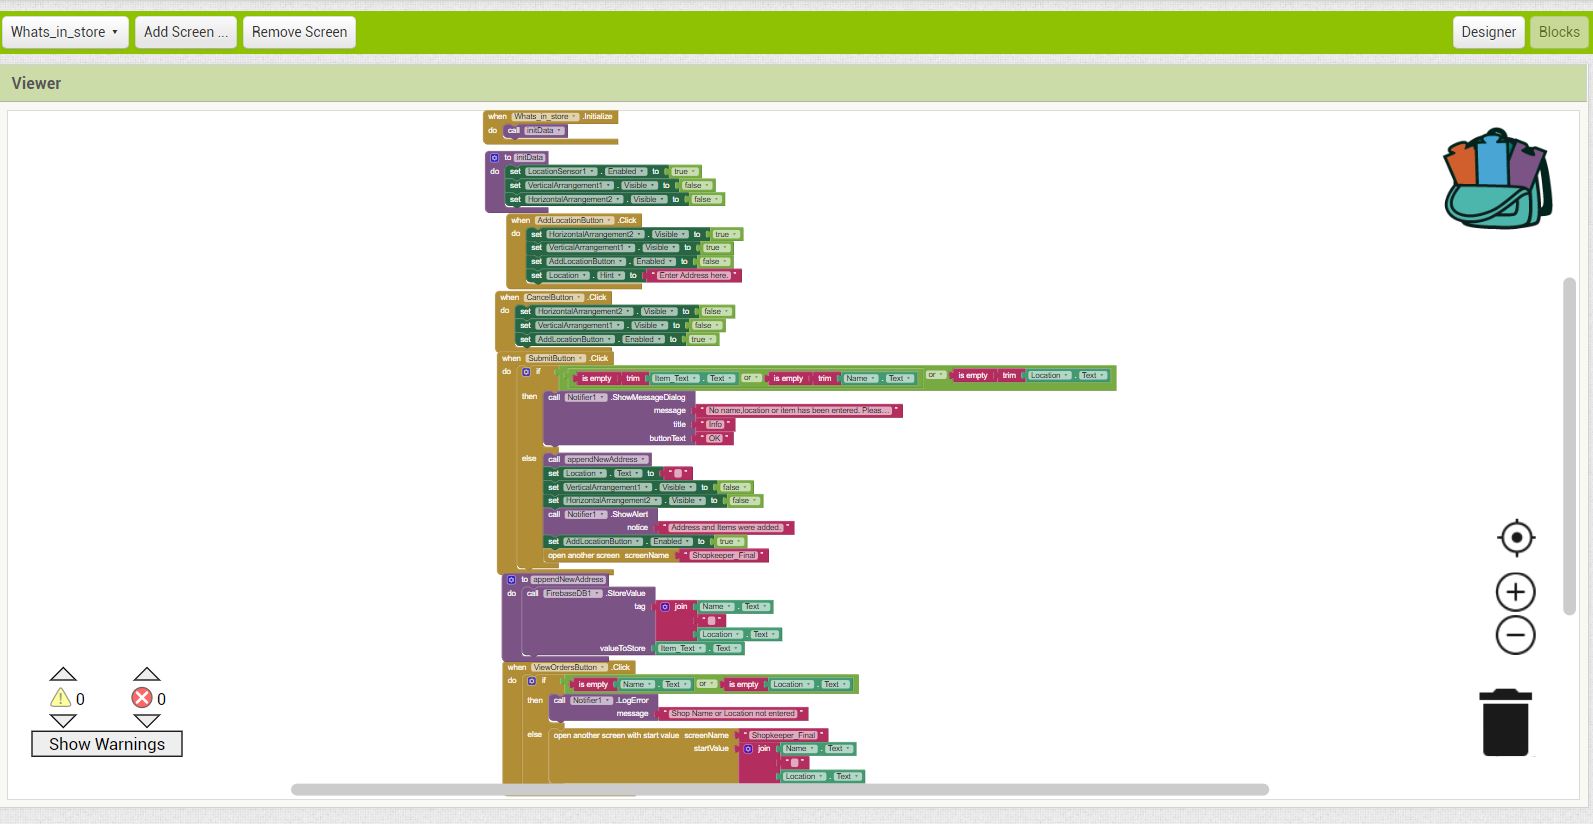 Whats_in_store Add Screen ... Remove Screen Designer Blocks
Viewer
when Whats_in_store .Initialize
do call initData
to initData
do set LocationSensor1 . Enabled to true
set VerticalArrangement1 . Visible to false
set HorizontalArrangement2 . Visible to false
when AddLocationButton .Click
do set HorizontalArrangement2 . Visible to true
set VerticalArrangement1 . Visible to true
set AddLocationButton . Enabled to false
set Location . Hint to " Enter Address here. "
when CancelButton .Click
do set HorizontalArrangement2 . Visible to false
set VerticalArrangement1 . Visible to false
set AddLocationButton . Enabled to true
when SubmitButton .Click
do if is empty trim Item_Text . Text or is empty trim Name . Text or is empty trim Location . Text
then call Notifier1 .ShowMessageDialog
message " No name,location or item has been entered. Pleas... "
title " Info "
buttonText " OK "
else call appendNewAddress
set Location . Text to " "
set VerticalArrangement1 . Visible to false
set HorizontalArrangement2 . Visible to false
call Notifier1 .ShowAlert
notice " Address and Items were added. "
set AddLocationButton . Enabled to true
open another screen screenName " Shopkeeper_Final "
to appendNewAddress
do call FirebaseDB1 .StoreValue
tag join Name . Text
" "
Location . Text
valueToStore Item_Text . Text
when ViewOrdersButton .Click
do if is empty Name . Text or is empty Location . Text
then call Notifier1 .LogError
message " Shop Name or Location not entered "
else open another screen with start value screenName " Shopkeeper_Final "
startValue join Name . Text
" "
Location . Text
0 0
Show Warnings